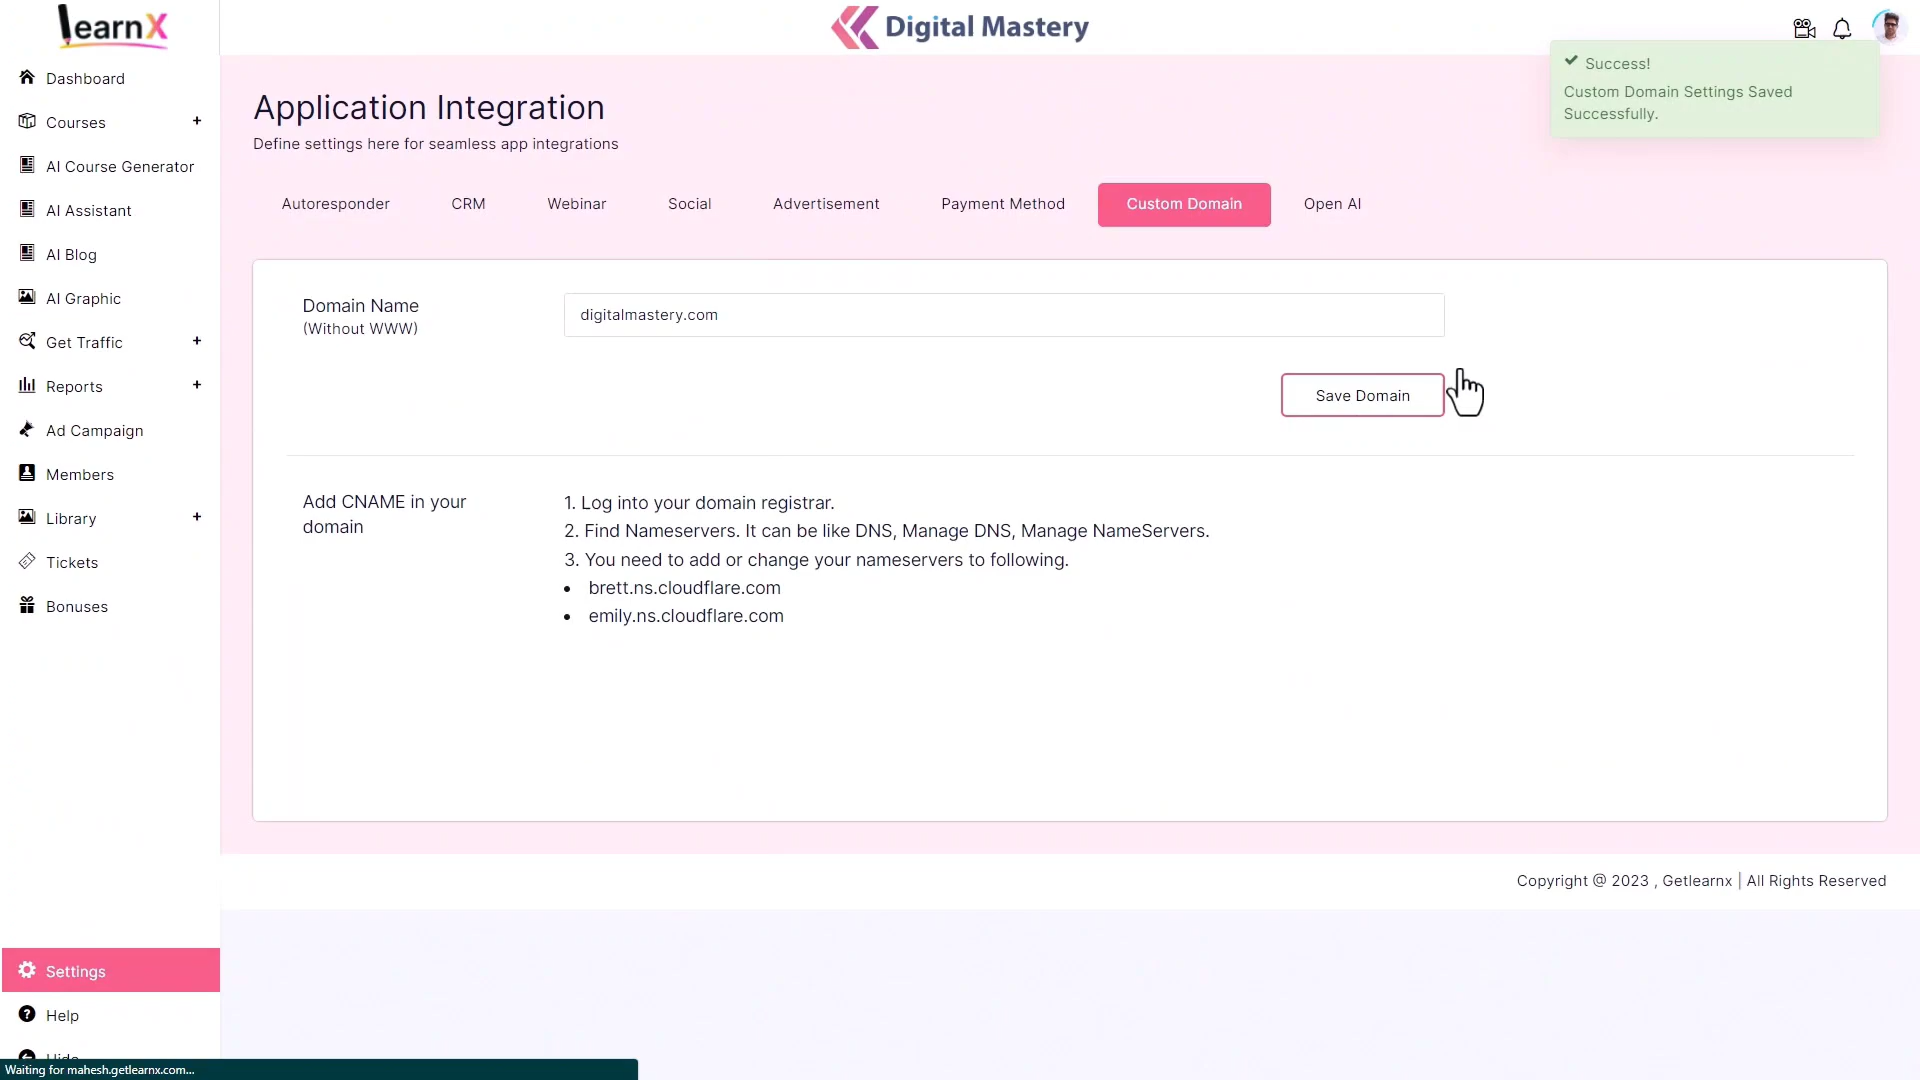 learnX
Digital Mastery
Dashboard
Courses +
AI Course Generator
AI Assistant
AI Blog
AI Graphic
Get Traffic +
Reports +
Ad Campaign
Members
Library +
Tickets
Bonuses
Settings
Help
Hide
Waiting for mahesh.getlearnx.com...
Success!
Custom Domain Settings Saved
Successfully.
Application Integration
Define settings here for seamless app integrations
Autoresponder CRM Webinar Social Advertisement Payment Method Custom Domain Open AI
Domain Name
(Without WWW)
digitalmastery.com
Save Domain
Add CNAME in your
domain
1. Log into your domain registrar.
2. Find Nameservers. It can be like DNS, Manage DNS, Manage NameServers.
3. You need to add or change your nameservers to following.
• brett.ns.cloudflare.com
• emily.ns.cloudflare.com
Copyright @ 2023 , Getlearnx | All Rights Reserved